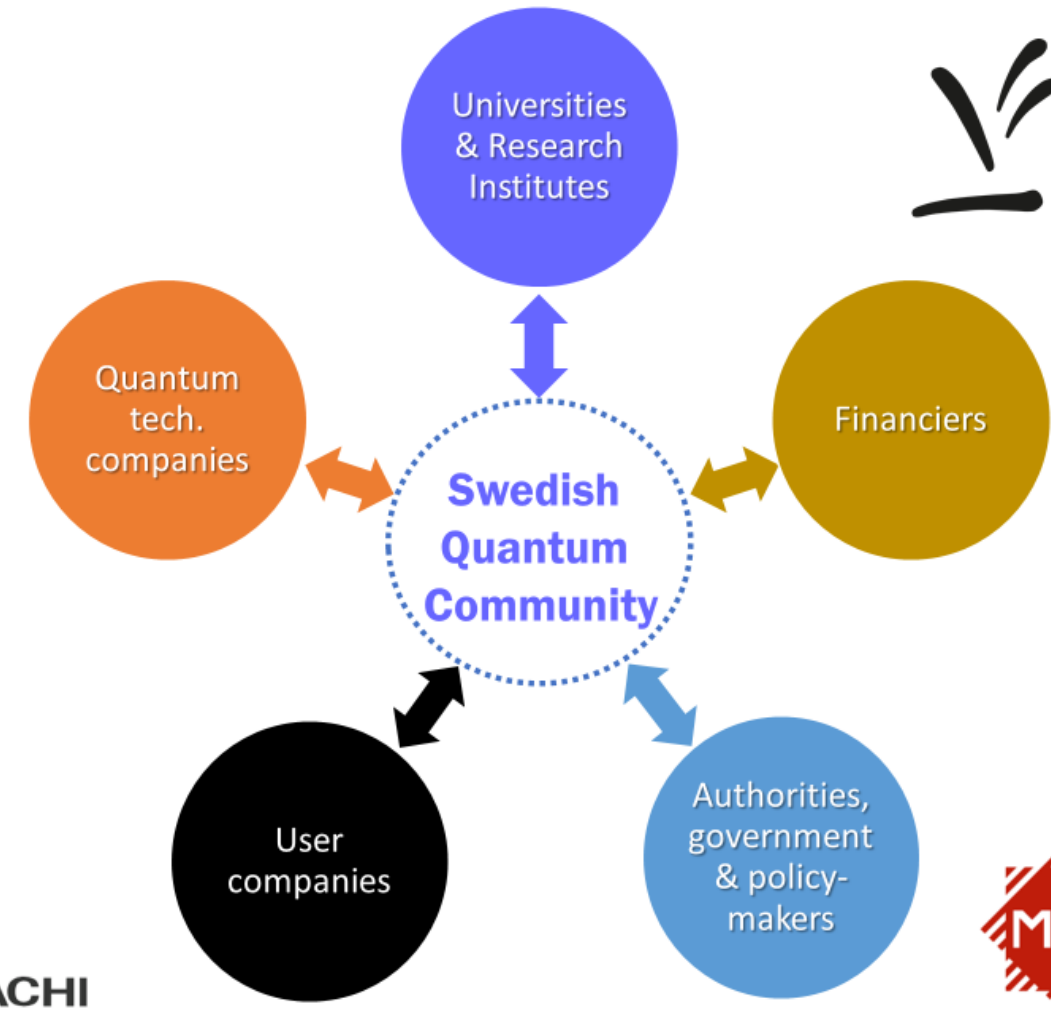 Universities
& Research
Institutes
Quantum
tech.
companies
Financiers
Swedish
Quantum
Community
User
companies
Authorities,
government
& policy-
makers
ACHI
M